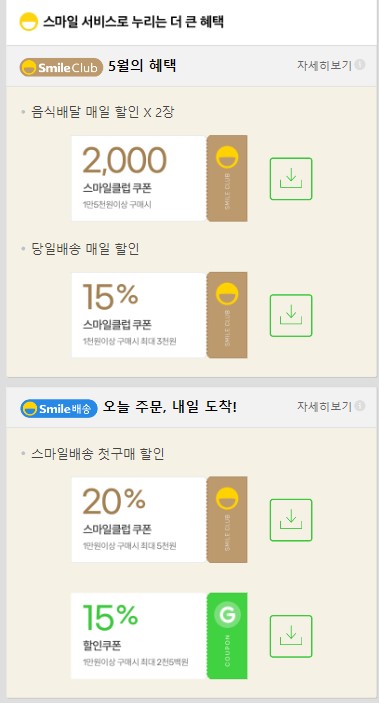 스마일 서비스로 누리는 더 큰 혜택
Smile Club 5월의 혜택 자세히보기
음식배달 매일 할인 X 2장
2,000
스마일클럽 쿠폰
1만5천원이상 구매시
SMILE CLUB
당일배송 매일 할인
15%
스마일클럽 쿠폰
1천원이상 구매시 최대 3천원
SMILE CLUB
Smile배송 오늘 주문, 내일 도착! 자세히보기
스마일배송 첫구매 할인
20%
스마일클럽 쿠폰
1만원이상 구매시 최대 5천원
SMILE CLUB
15%
할인쿠폰
1만원이상 구매시 최대 2천5백원
G
COUPON